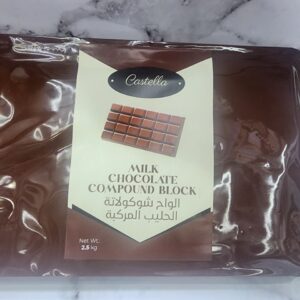 Castella
MILK
CHOCOLATE
COMPOUND BLOCK
الواح شوكولاتة
الحليب المركبة
Net Wt.
2.5 kg